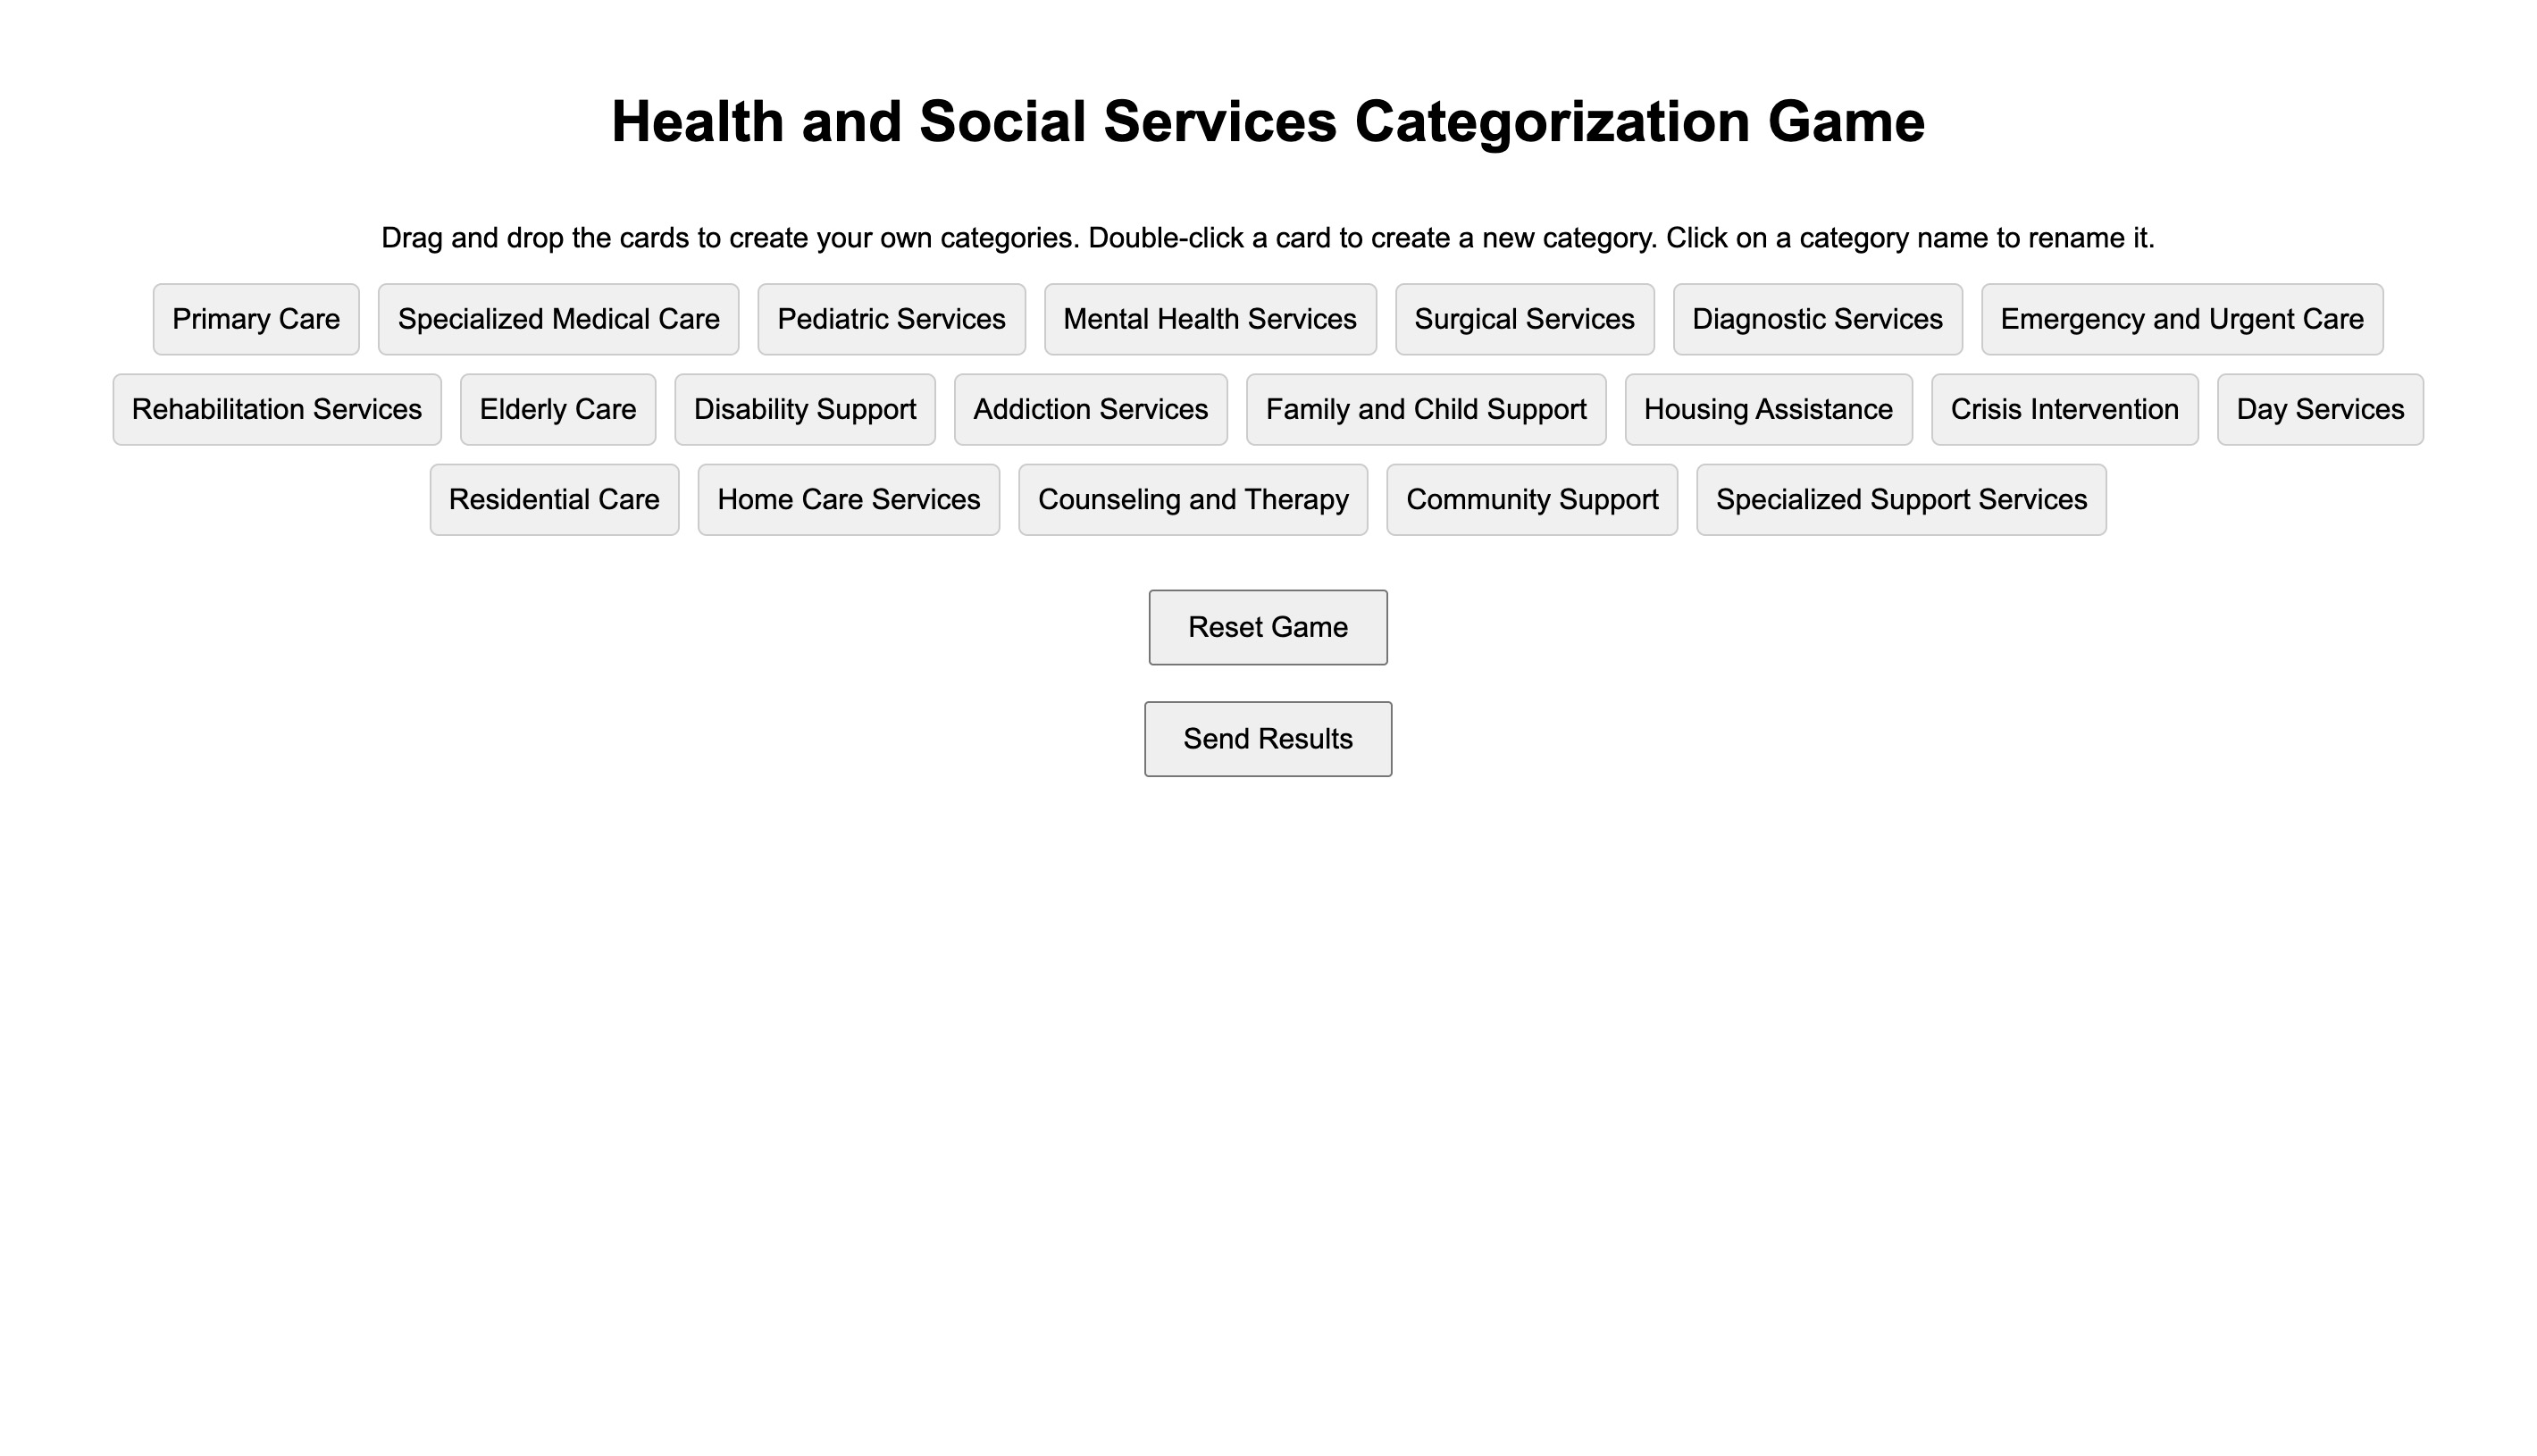 Health and Social Services Categorization Game
Drag and drop the cards to create your own categories. Double-click a card to create a new category. Click on a category name to rename it.
Primary Care Specialized Medical Care Pediatric Services Mental Health Services Surgical Services Diagnostic Services Emergency and Urgent Care
Rehabilitation Services Elderly Care Disability Support Addiction Services Family and Child Support Housing Assistance Crisis Intervention Day Services
Residential Care Home Care Services Counseling and Therapy Community Support Specialized Support Services
Reset Game
Send Results